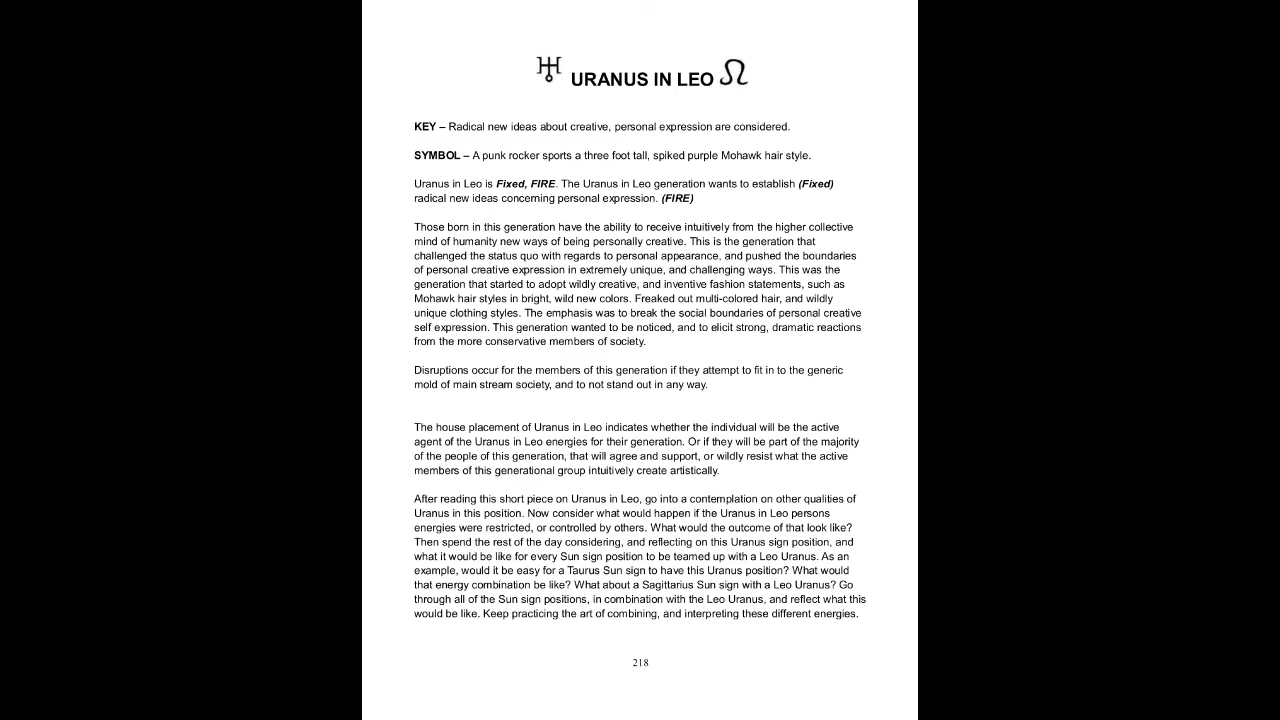 ♅ URANUS IN LEO ♌
KEY – Radical new ideas about creative, personal expression are considered.
SYMBOL – A punk rocker sports a three foot tall, spiked purple Mohawk hair style.
Uranus in Leo is Fixed, FIRE. The Uranus in Leo generation wants to establish (Fixed)
radical new ideas concerning personal expression. (FIRE)
Those born in this generation have the ability to receive intuitively from the higher collective
mind of humanity new ways of being personally creative. This is the generation that
challenged the status quo with regards to personal appearance, and pushed the boundaries
of personal creative expression in extremely unique, and challenging ways. This was the
generation that started to adopt wildly creative, and inventive fashion statements, such as
Mohawk hair styles in bright, wild new colors. Freaked out multi-colored hair, and wildly
unique clothing styles. The emphasis was to break the social boundaries of personal creative
self expression. This generation wanted to be noticed, and to elicit strong, dramatic reactions
from the more conservative members of society.
Disruptions occur for the members of this generation if they attempt to fit in to the generic
mold of main stream society, and to not stand out in any way.
The house placement of Uranus in Leo indicates whether the individual will be the active
agent of the Uranus in Leo energies for their generation. Or if they will be part of the majority
of the people of this generation, that will agree and support, or wildly resist what the active
members of this generational group intuitively create artistically.
After reading this short piece on Uranus in Leo, go into a contemplation on other qualities of
Uranus in this position. Now consider what would happen if the Uranus in Leo persons
energies were restricted, or controlled by others. What would the outcome of that look like?
Then spend the rest of the day considering, and reflecting on this Uranus sign position, and
what it would be like for every Sun sign position to be teamed up with a Leo Uranus. As an
example, would it be easy for a Taurus Sun sign to have this Uranus position? What would
that energy combination be like? What about a Sagittarius Sun sign with a Leo Uranus? Go
through all of the Sun sign positions, in combination with the Leo Uranus, and reflect what this
would be like. Keep practicing the art of combining, and interpreting these different energies.
218